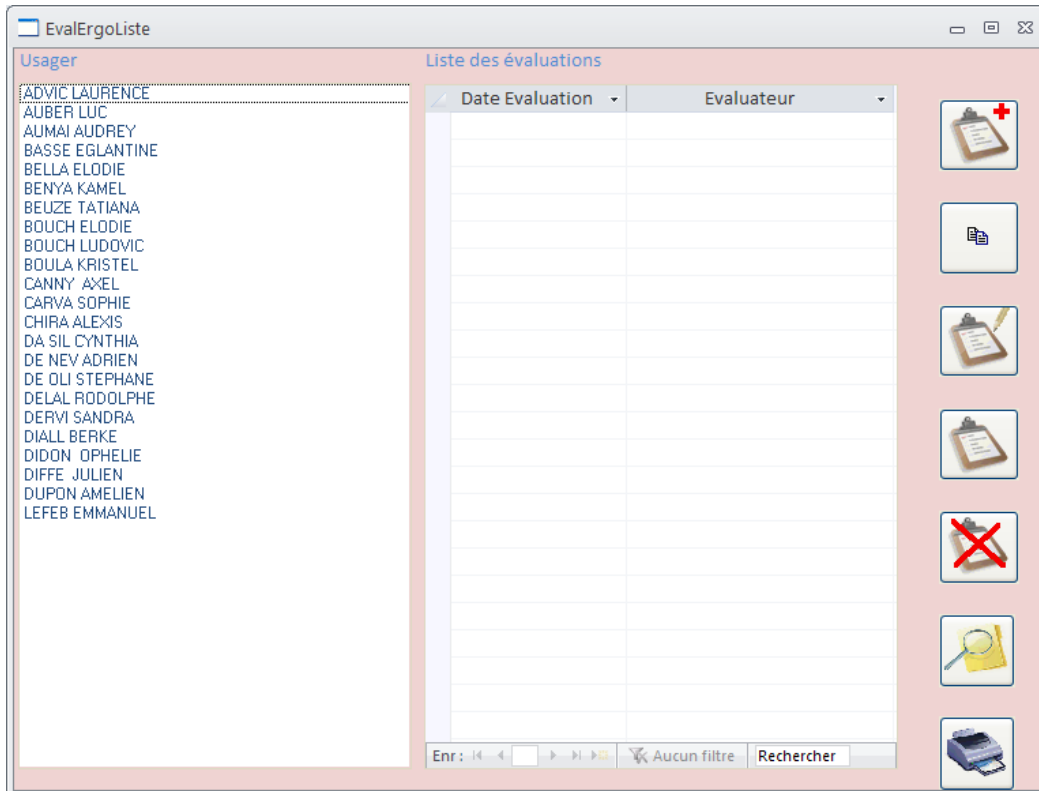 EvalErgoListe
Usager
ADVIC LAURENCE
AUBER LUC
AUMAI AUDREY
BASSE EGLANTINE
BELLA ELODIE
BENYA KAMEL
BEUZE TATIANA
BOUCH ELODIE
BOUCH LUDOVIC
BOULA KRISTEL
CANNY  AXEL
CARVA SOPHIE
CHIRA ALEXIS
DA SIL CYNTHIA
DE NEV ADRIEN
DE OLI STEPHANE
DELAL RODOLPHE
DERVI SANDRA
DIALL BERKE
DIDON  OPHELIE
DIFFE  JULIEN
DUPON AMELIEN
LEFEB EMMANUEL
Liste des évaluations
Date Evaluation Evaluateur
Enr : Aucun filtre Rechercher